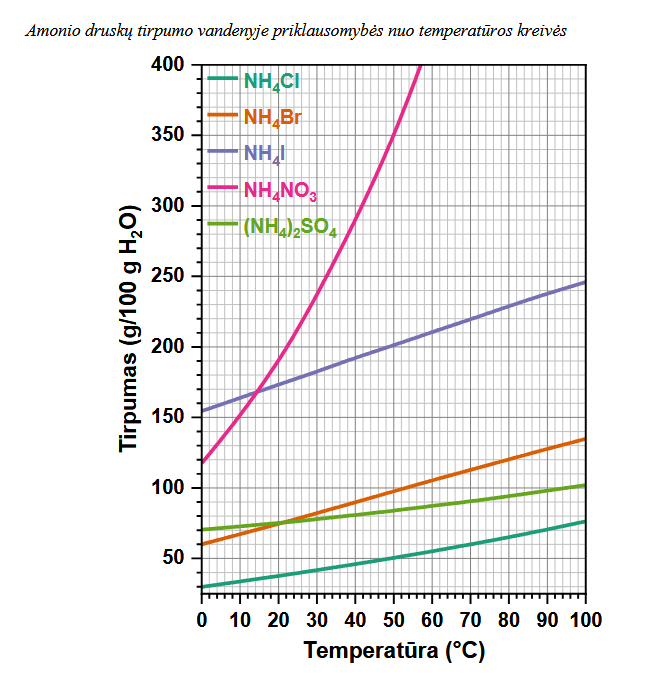 Amonio druskų tirpumo vandenyje priklausomybės nuo temperatūros kreivės
NH₄Cl
NH₄Br
NH₄I
NH₄NO₃
(NH₄)₂SO₄
Tirpumas (g/100 g H₂O)
400
350
300
250
200
150
100
50
0 10 20 30 40 50 60 70 80 90 100
Temperatūra (°C)